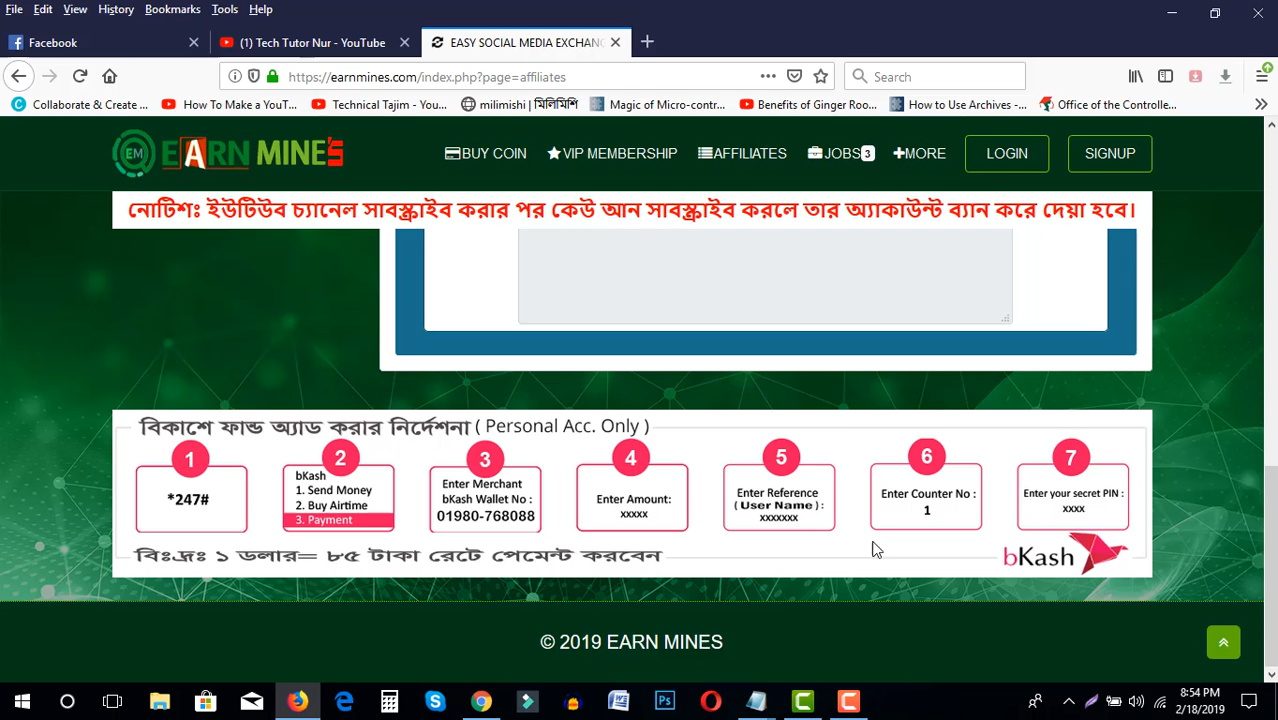 File Edit View History Bookmarks Tools Help
Facebook
(1) Tech Tutor Nur - YouTube
EASY SOCIAL MEDIA EXCHANG
https://earnmines.com/index.php?page=affiliates
Search
Collaborate & Create ...
How To Make a YouT...
Technical Tajim - You...
milimishi | মিলিমিশি
Magic of Micro-contr...
Benefits of Ginger Roo...
How to Use Archives -...
Office of the Controlle...
EM EARN MINE'S
BUY COIN
VIP MEMBERSHIP
AFFILIATES
JOBS 3
MORE
LOGIN
SIGNUP
নোটিশঃ ইউটিউব চ্যানেল সাবস্ক্রাইব করার পর কেউ আন সাবস্ক্রাইব করলে তার অ্যাকাউন্ট ব্যান করে দেয়া হবে।
বিকাশে ফান্ড অ্যাড করার নির্দেশনা ( Personal Acc. Only )
1
*247#
2
bKash
1. Send Money
2. Buy Airtime
3. Payment
3
Enter Merchant
bKash Wallet No :
01980-768088
4
Enter Amount:
xxxxx
5
Enter Reference
( User Name ) :
xxxxxxx
6
Enter Counter No :
1
7
Enter your secret PIN :
xxxx
বিঃদ্রঃ ১ ডলার= ৮৫ টাকা রেটে পেমেন্ট করবেন
bKash
© 2019 EARN MINES
8:54 PM
2/18/2019